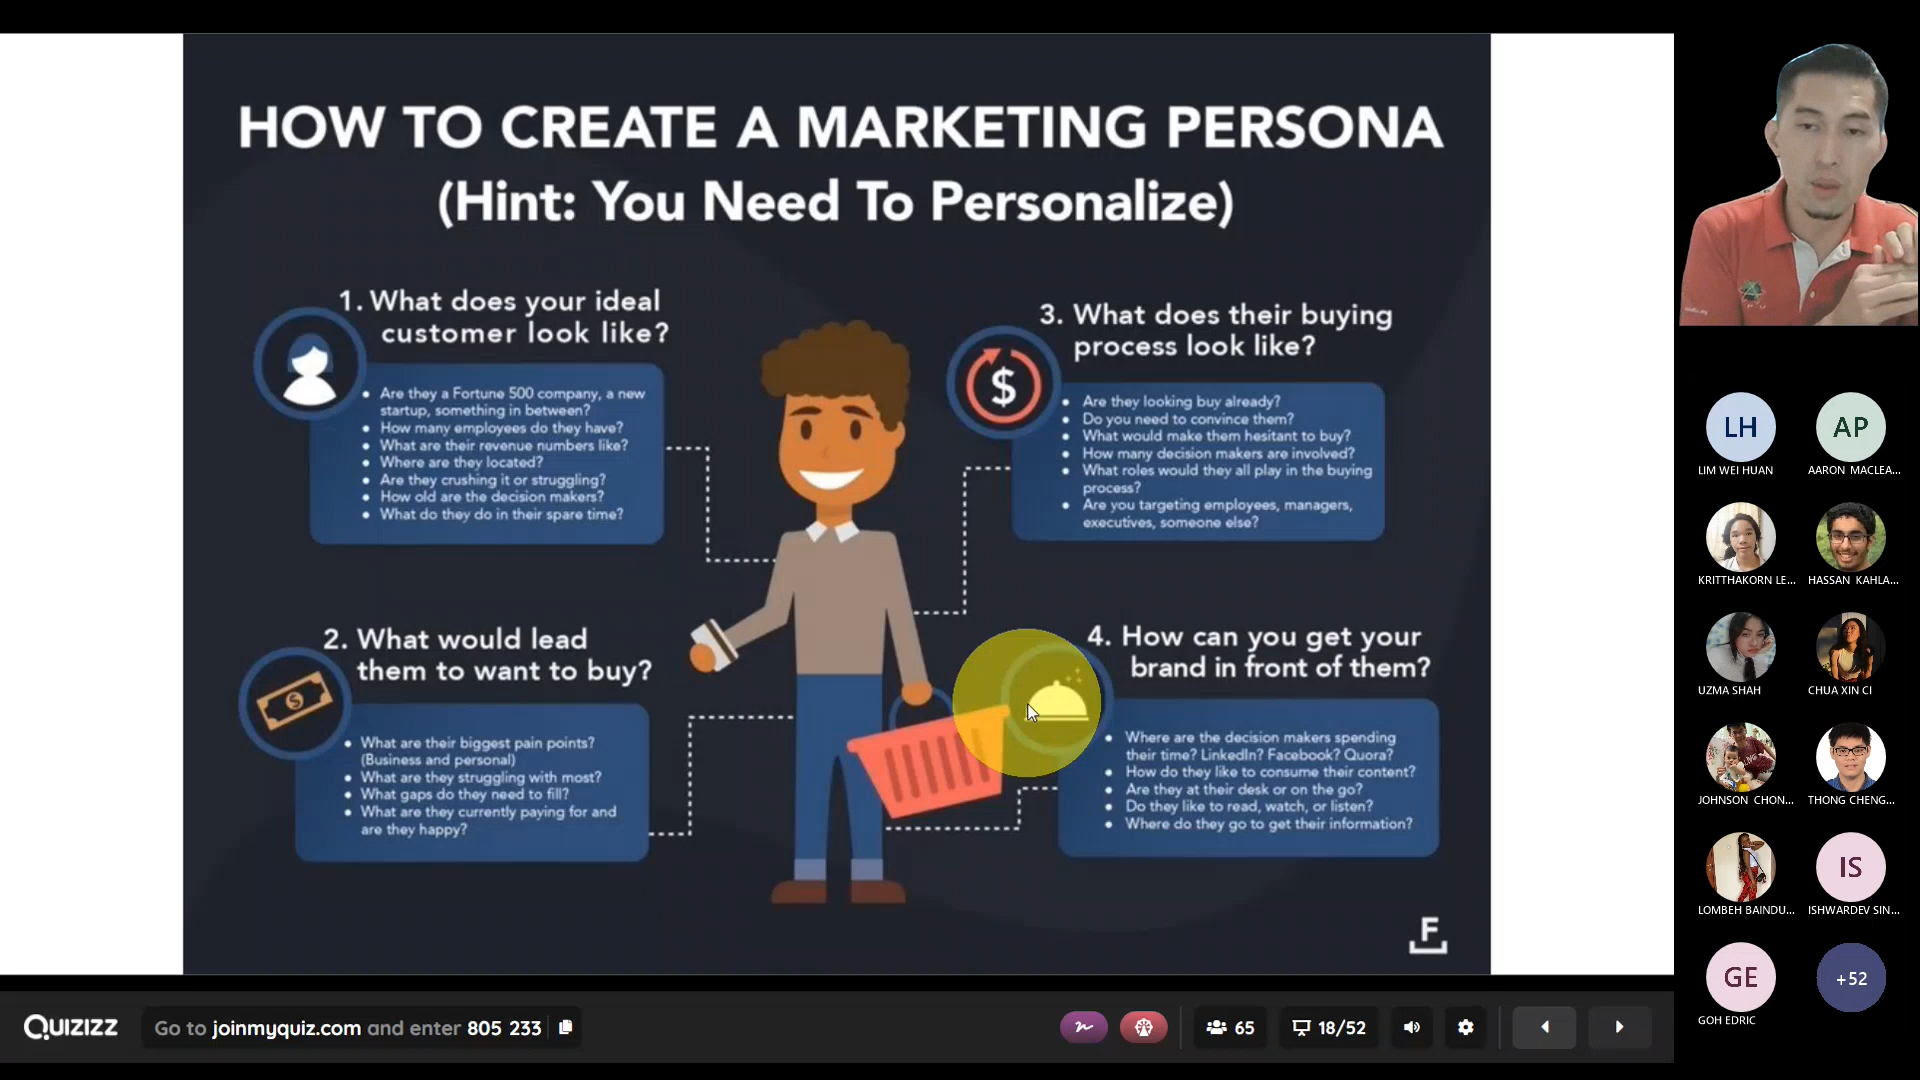 HOW TO CREATE A MARKETING PERSONA
(Hint: You Need To Personalize)
1. What does your ideal
customer look like?
• Are they a Fortune 500 company, a new
startup, something in between?
• How many employees do they have?
• What are their revenue numbers like?
• Where are they located?
• Are they crushing it or struggling?
• How old are the decision makers?
• What do they do in their spare time?
2. What would lead
them to want to buy?
• What are their biggest pain points?
(Business and personal)
• What are they struggling with most?
• What gaps do they need to fill?
• What are they currently paying for and
are they happy?
3. What does their buying
process look like?
• Are they looking buy already?
• Do you need to convince them?
• What would make them hesitant to buy?
• How many decision makers are involved?
• What roles would they all play in the buying
process?
• Are you targeting employees, managers,
executives, someone else?
4. How can you get your
brand in front of them?
• Where are the decision makers spending
their time? LinkedIn? Facebook? Quora?
• How do they like to consume their content?
• Are they at their desk or on the go?
• Do they like to read, watch, or listen?
• Where do they go to get their information?
$
$
F
LH
LIM WEI HUAN
AP
AARON MACLEA...
KRITTHAKORN LE...
HASSAN KAHLA...
UZMA SHAH
CHUA XIN CI
JOHNSON CHON...
THONG CHENG...
LOMBEH BAINDU...
IS
ISHWARDEV SIN...
GE
GOH EDRIC
+52
QUIZIZZ
Go to joinmyquiz.com and enter 805 233
65
18/52